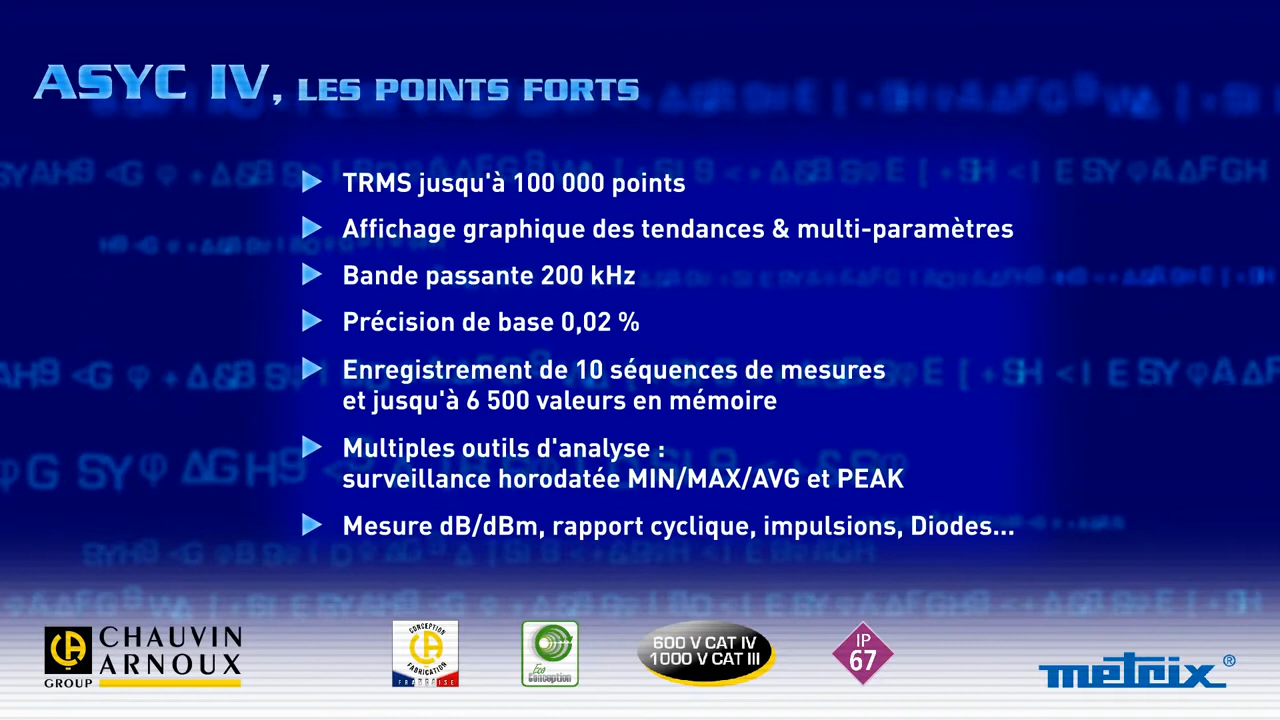 ASYC IV, LES POINTS FORTS
TRMS jusqu'à 100 000 points
Affichage graphique des tendances & multi-paramètres
Bande passante 200 kHz
Précision de base 0,02 %
Enregistrement de 10 séquences de mesures
et jusqu'à 6 500 valeurs en mémoire
Multiples outils d'analyse :
surveillance horodatée MIN/MAX/AVG et PEAK
Mesure dB/dBm, rapport cyclique, impulsions, Diodes...
CHAUVIN
ARNOUX
GROUP
CONCEPTION
FABRICATION
FRANÇAISE
Eco
Conception
600 V CAT IV
1000 V CAT III
IP
67
metrix®